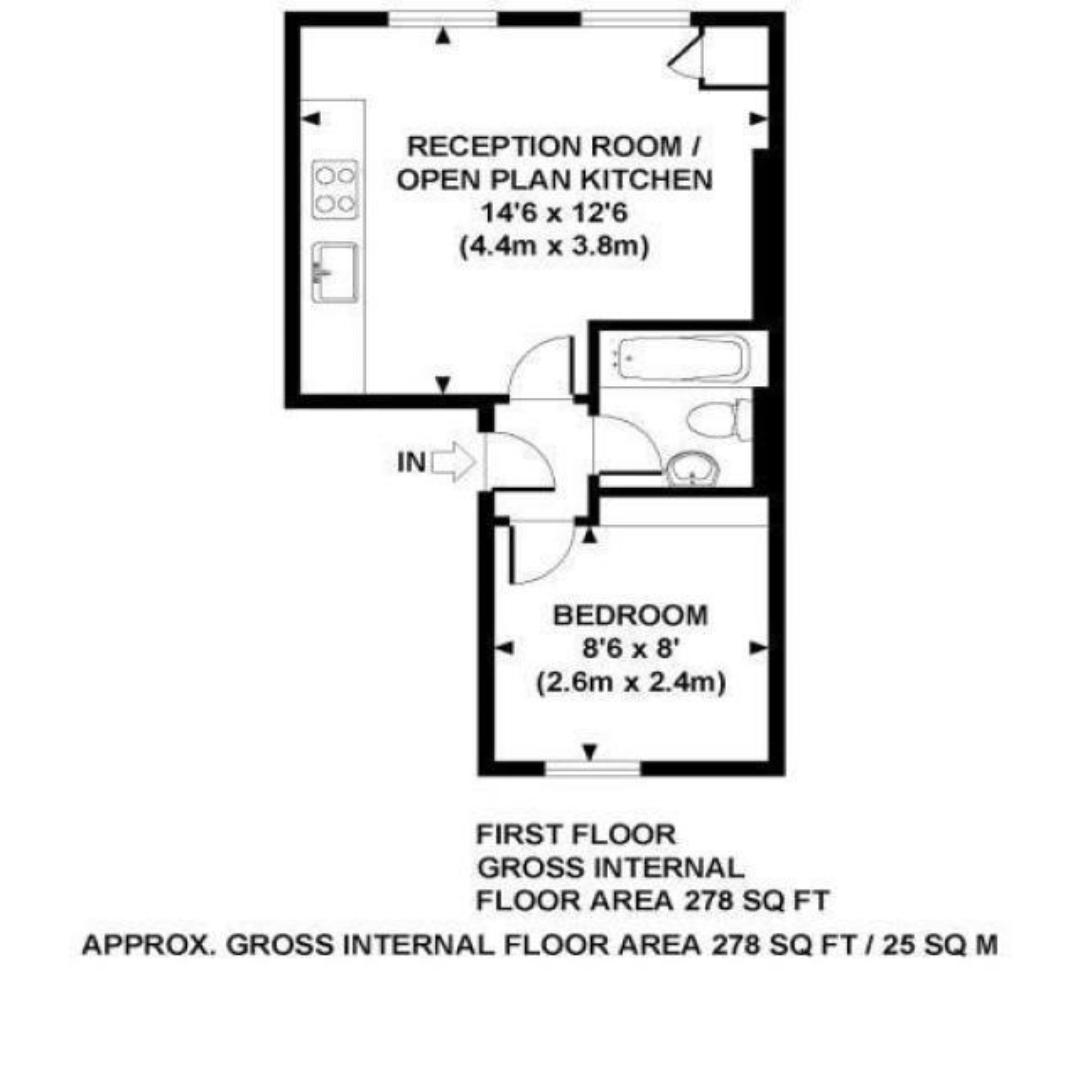 RECEPTION ROOM /
OPEN PLAN KITCHEN
14'6 x 12'6
(4.4m x 3.8m)
IN
BEDROOM
8'6 x 8'
(2.6m x 2.4m)
FIRST FLOOR
GROSS INTERNAL
FLOOR AREA 278 SQ FT
APPROX. GROSS INTERNAL FLOOR AREA 278 SQ FT / 25 SQ M